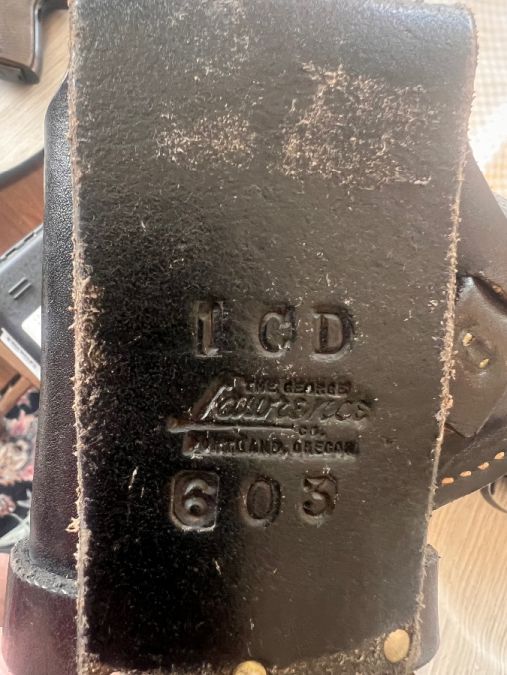 1 CD
THE GEORGE
Lawrence
CO.
PORTLAND, OREGON
603